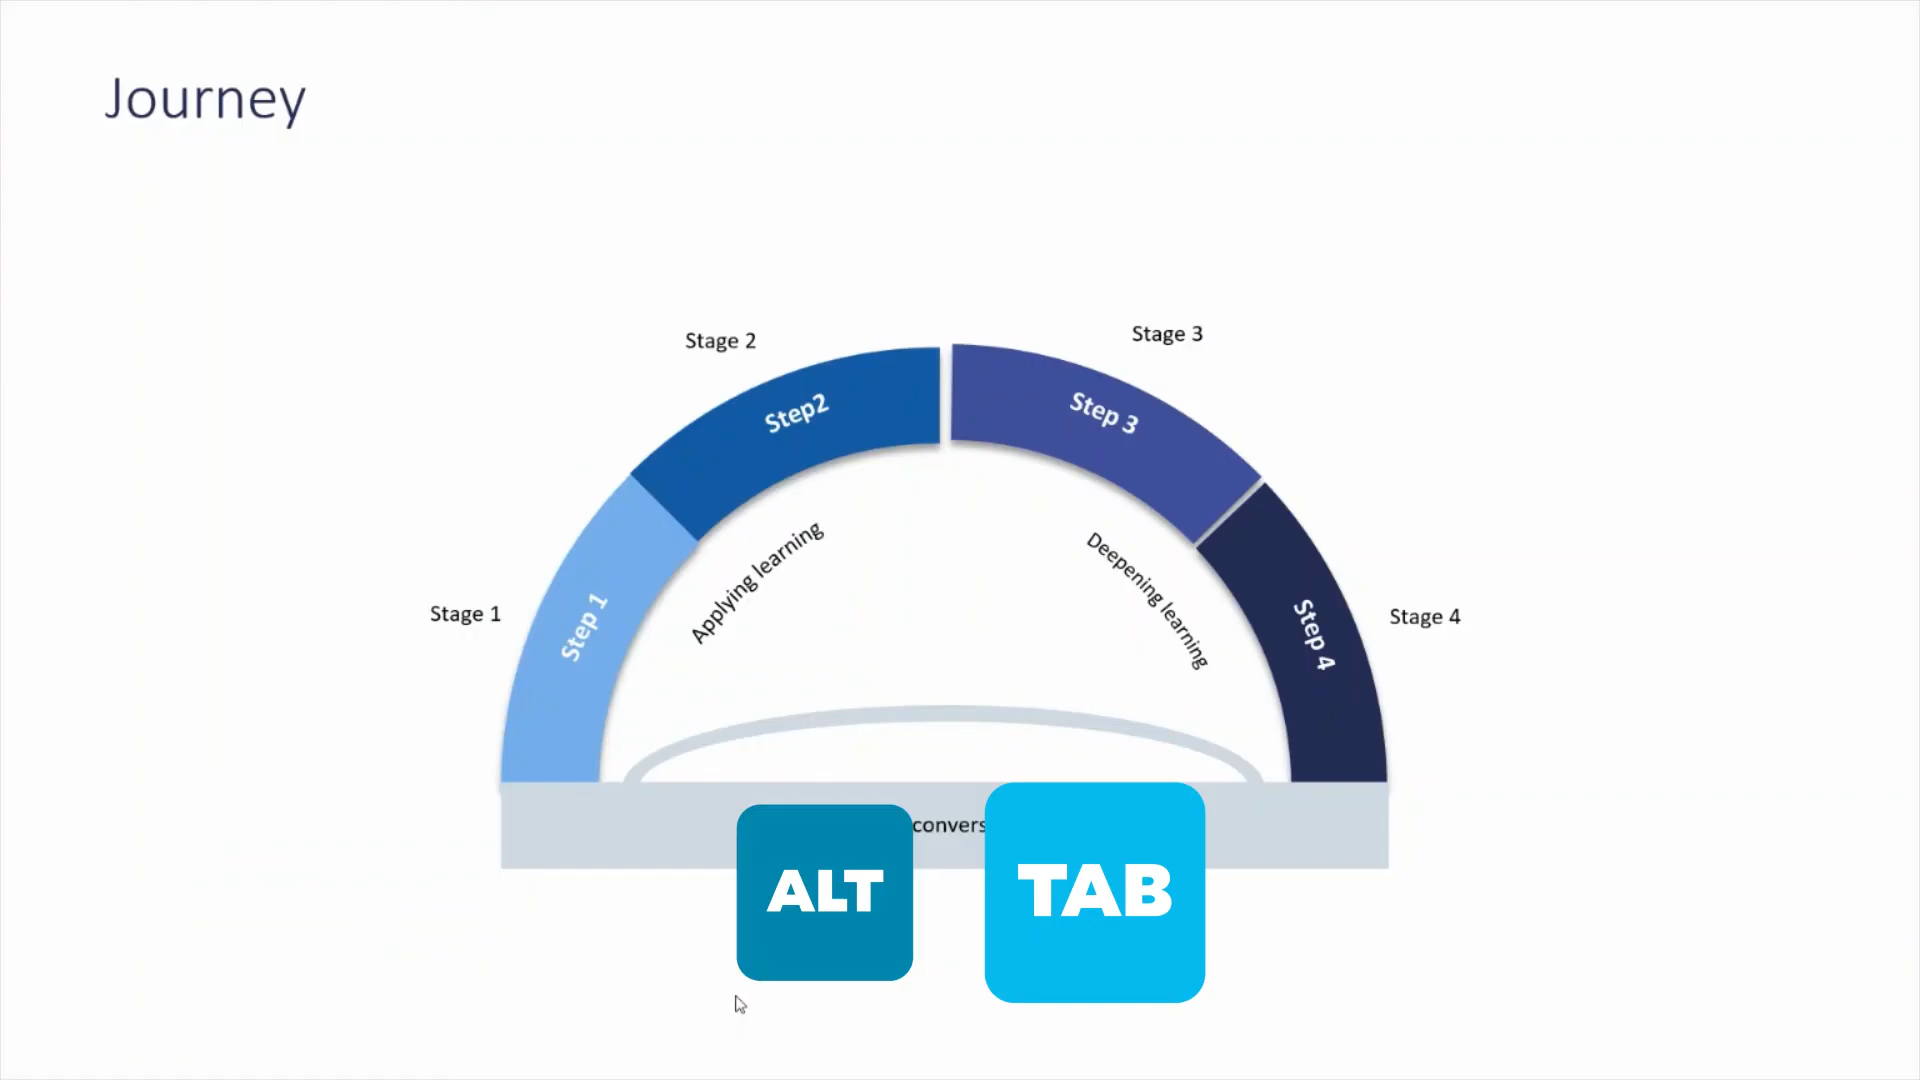 Journey
Stage 2
Stage 3
Step2
Step 3
Applying learning
Deepening learning
Stage 1
Step 1
Step 4
Stage 4
ALT
TAB